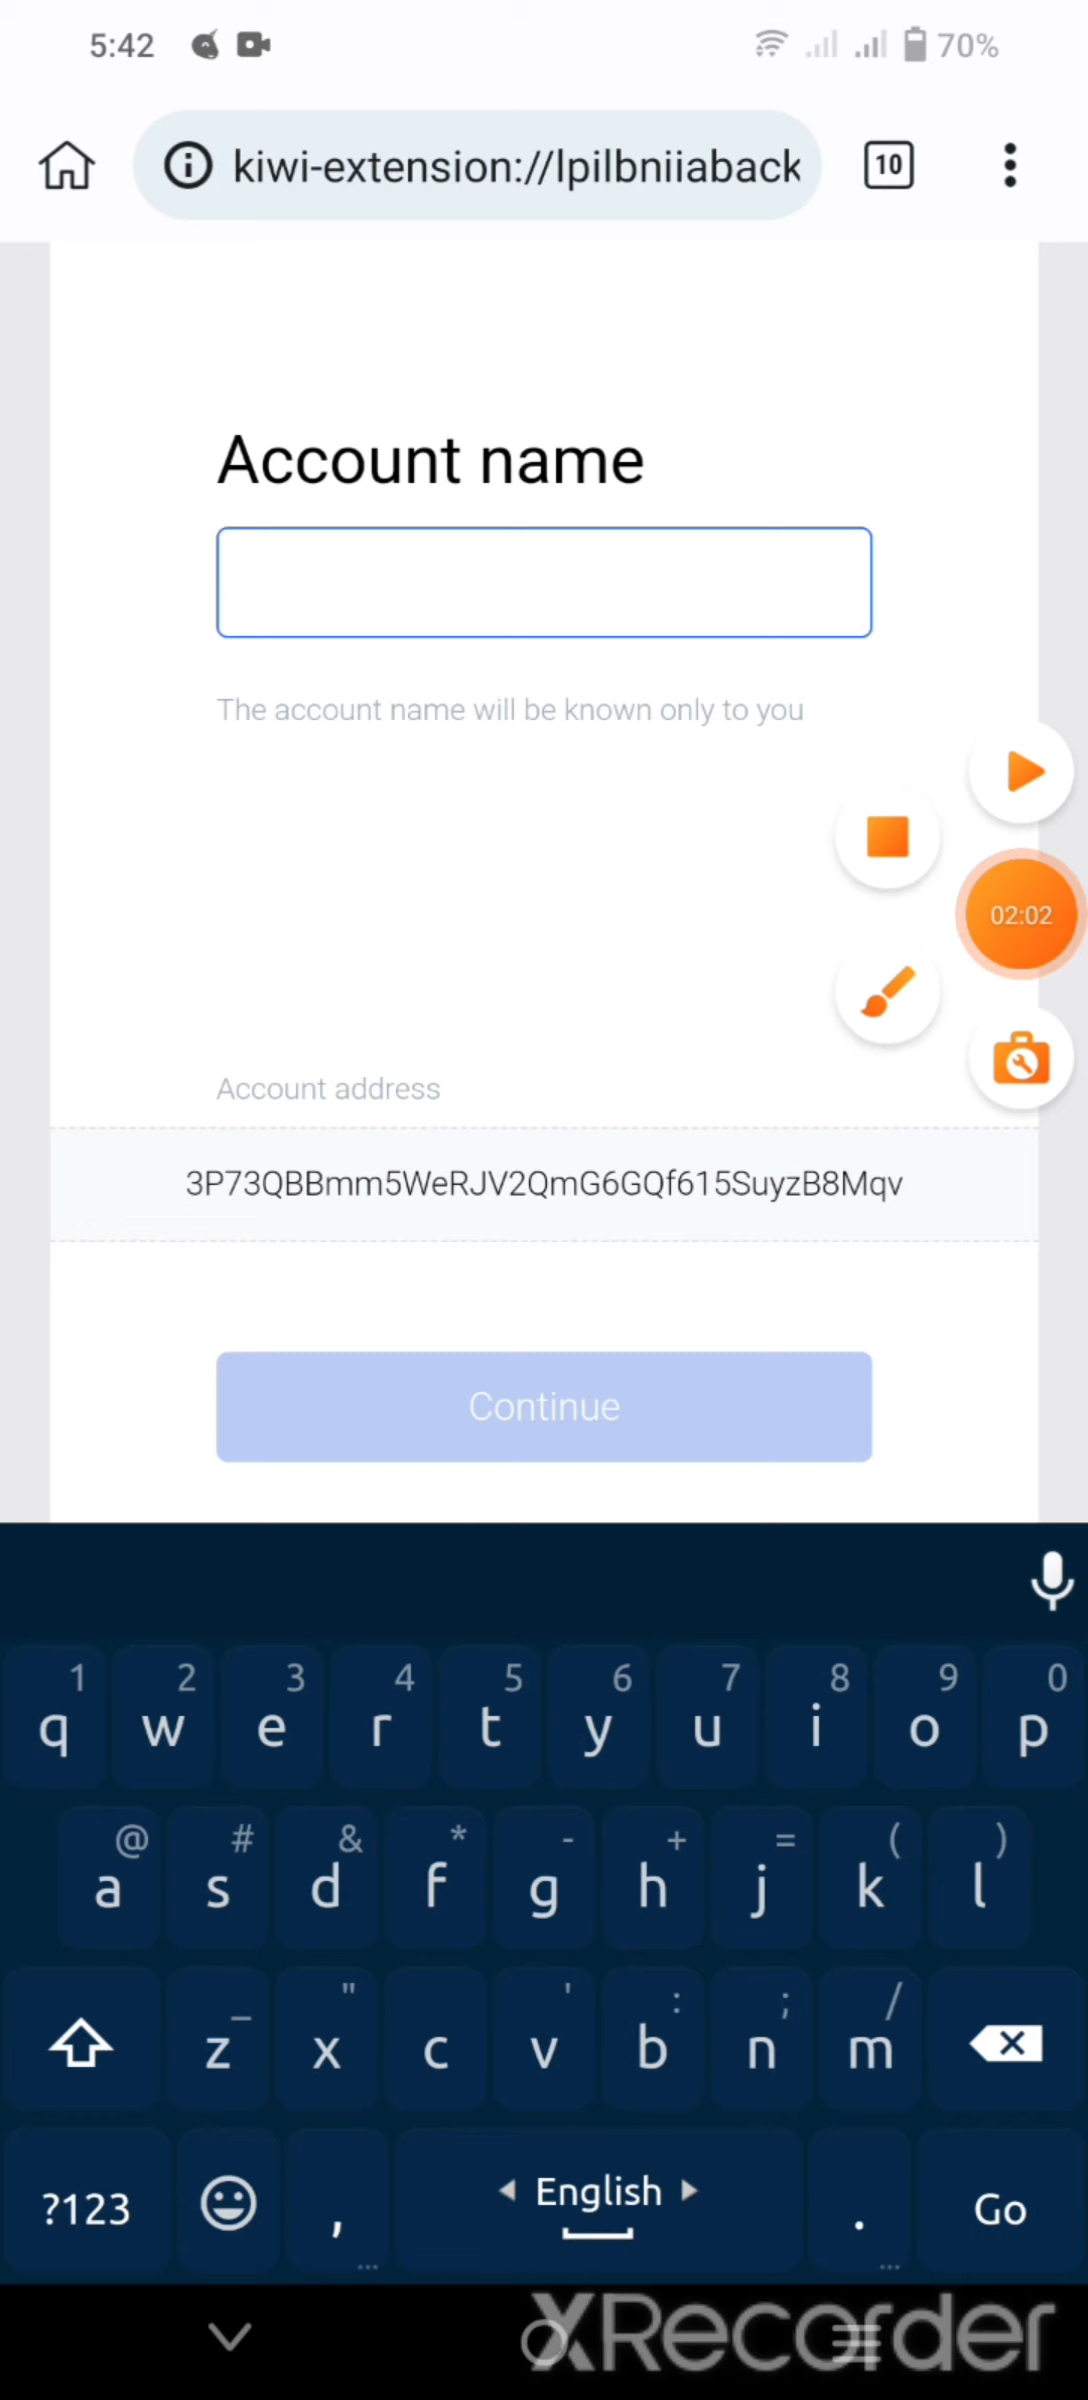 5:42 70%
kiwi-extension://lpilbniiaback 10
Account name
The account name will be known only to you
02:02
Account address
3P73QBBmm5WeRJV2QmG6GQf615SuyzB8Mqv
Continue
1 2 3 4 5 6 7 8 9 0
q w e r t y u i o p
@ # & * - + = ( )
a s d f g h j k l
_ " ' : ; /
z x c v b n m
?123 , English . Go
XRecorder